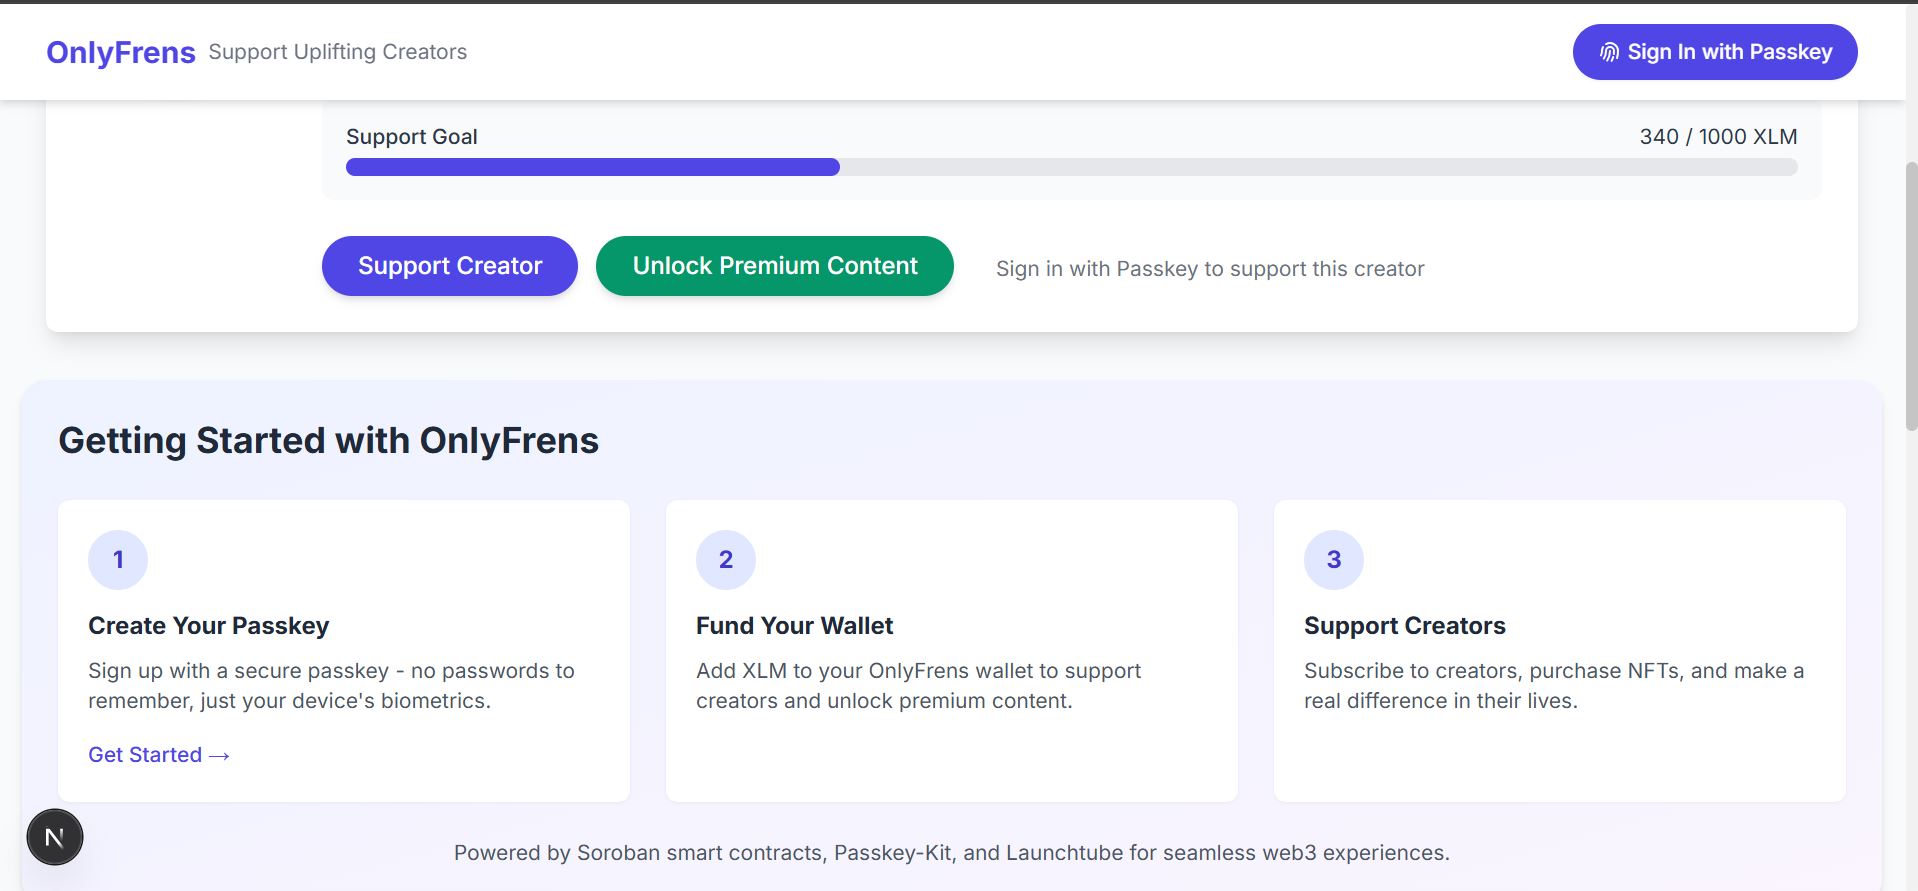 OnlyFrens Support Uplifting Creators
Sign In with Passkey
Support Goal
340 / 1000 XLM
Support Creator
Unlock Premium Content
Sign in with Passkey to support this creator
Getting Started with OnlyFrens
1
Create Your Passkey
Sign up with a secure passkey - no passwords to
remember, just your device's biometrics.
Get Started →
2
Fund Your Wallet
Add XLM to your OnlyFrens wallet to support
creators and unlock premium content.
3
Support Creators
Subscribe to creators, purchase NFTs, and make a
real difference in their lives.
N
Powered by Soroban smart contracts, Passkey-Kit, and Launchtube for seamless web3 experiences.